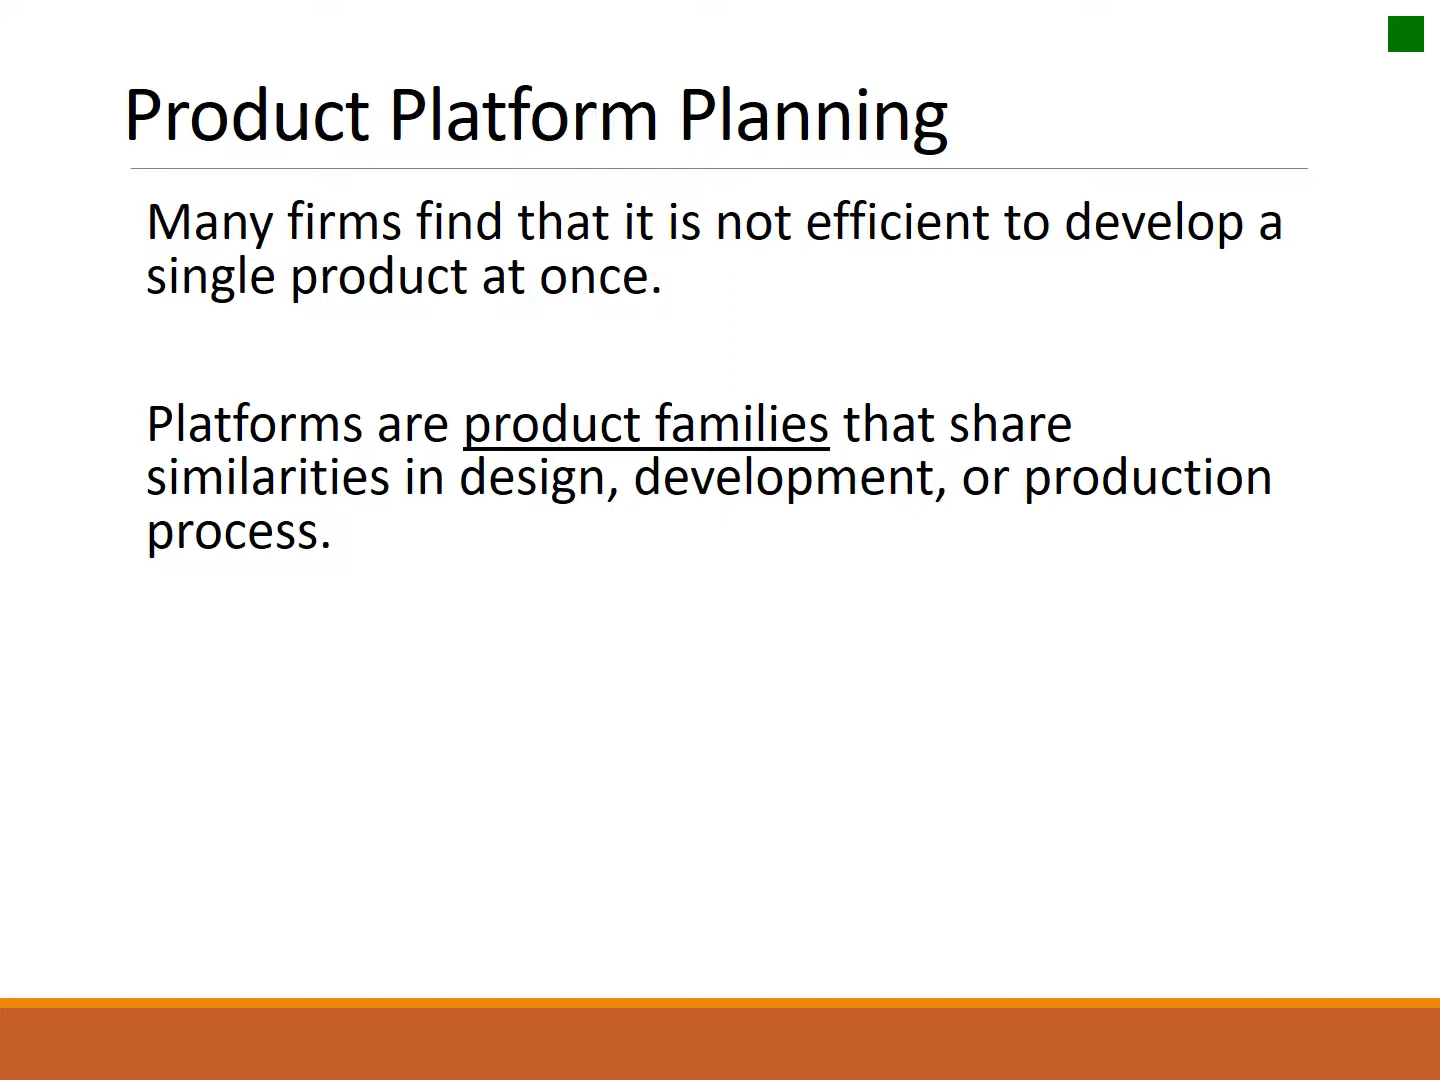 Product Platform Planning
Many firms find that it is not efficient to develop a
single product at once.
Platforms are product families that share
similarities in design, development, or production
process.